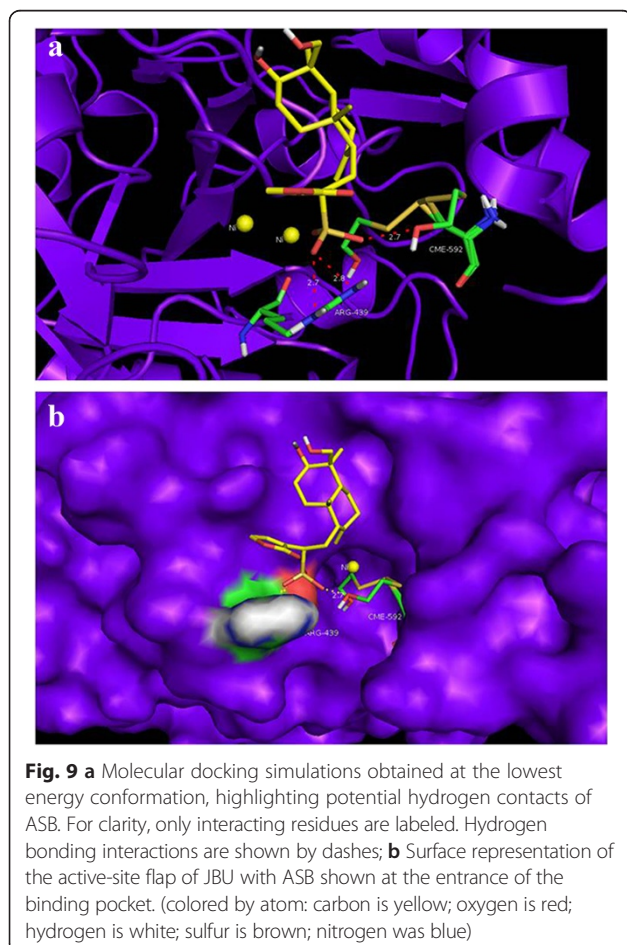 a
Ni
Ni
2.7
CME-592
2.7
2.8
ARG-439
b
Ni
CME-592
ARG-439
Fig. 9 a Molecular docking simulations obtained at the lowest
energy conformation, highlighting potential hydrogen contacts of
ASB. For clarity, only interacting residues are labeled. Hydrogen
bonding interactions are shown by dashes; b Surface representation of
the active-site flap of JBU with ASB shown at the entrance of the
binding pocket. (colored by atom: carbon is yellow; oxygen is red;
hydrogen is white; sulfur is brown; nitrogen was blue)